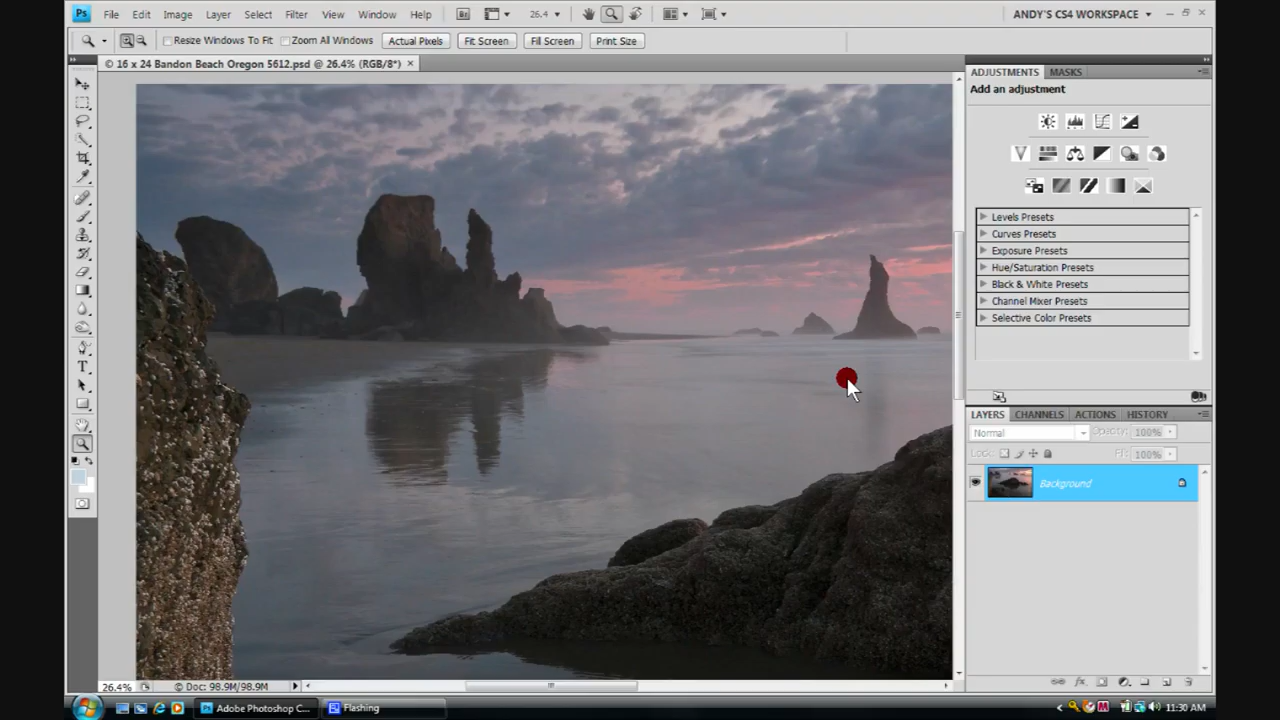 Ps File Edit Image Layer Select Filter View Window Help 26.4 ANDY'S CS4 WORKSPACE
Resize Windows To Fit Zoom All Windows Actual Pixels Fit Screen Fill Screen Print Size
© 16 x 24 Bandon Beach Oregon 5612.psd @ 26.4% (RGB/8*)
ADJUSTMENTS MASKS
Add an adjustment
Levels Presets
Curves Presets
Exposure Presets
Hue/Saturation Presets
Black & White Presets
Channel Mixer Presets
Selective Color Presets
LAYERS CHANNELS ACTIONS HISTORY
Normal Opacity: 100%
Lock: Fill: 100%
Background
26.4% © Doc: 98.9M/98.9M
Adobe Photoshop C... Flashing 11:30 AM